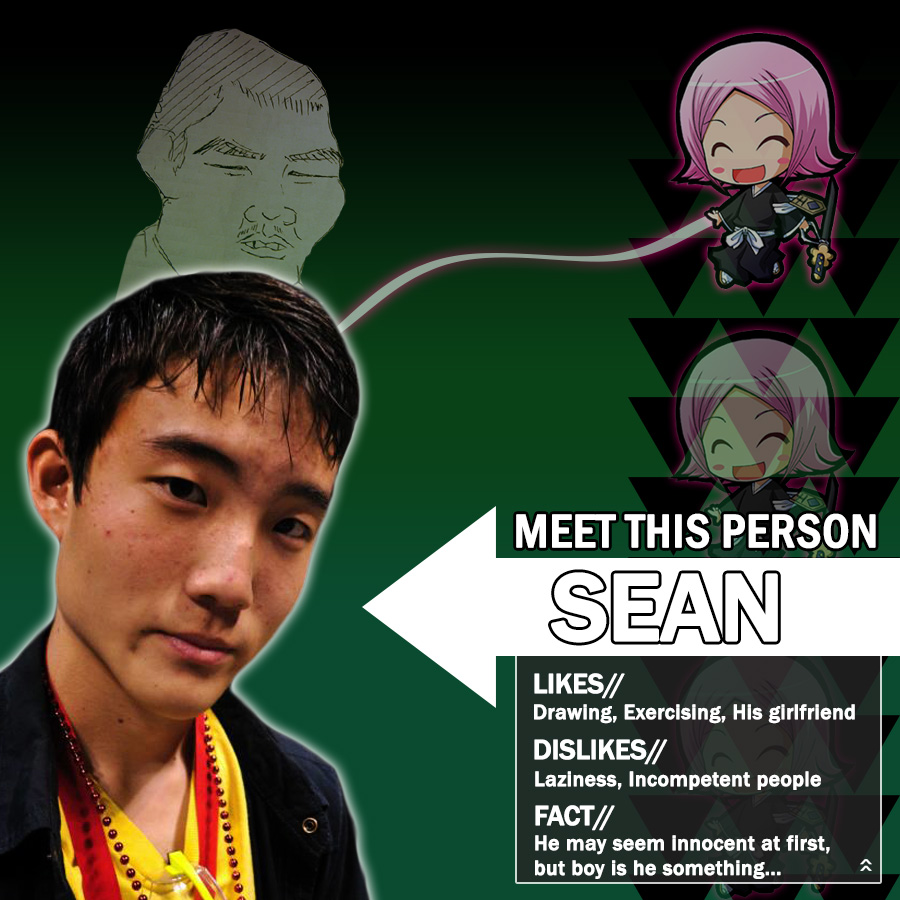 MEET THIS PERSON
SEAN
LIKES//
Drawing, Exercising, His girlfriend
DISLIKES//
Laziness, Incompetent people
FACT//
He may seem innocent at first,
but boy is he something...